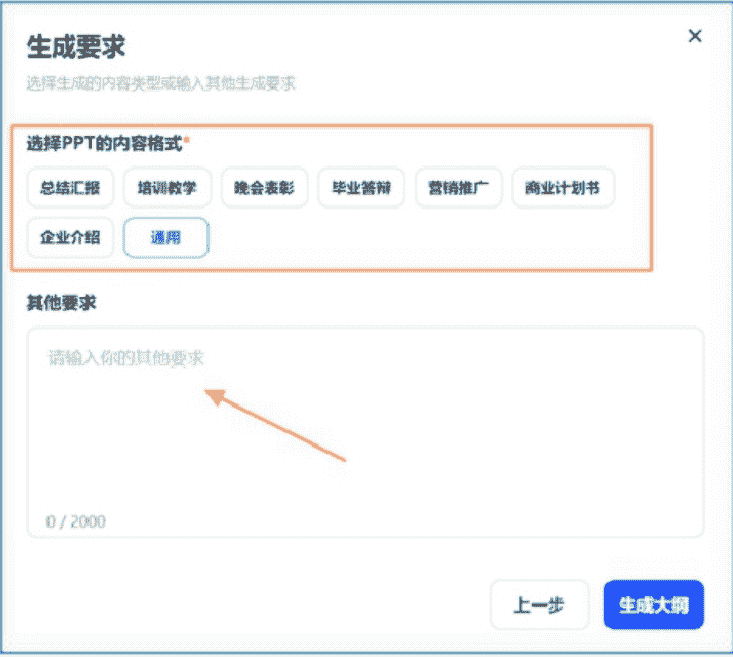 生成要求
选择生成的内容类型或输入其他生成要求
选择PPT的内容格式*
总结汇报 培训教学 晚会表彰 毕业答辩 营销推广 商业计划书
企业介绍 通用
其他要求
请输入你的其他要求
0 / 2000
上一步 生成大纲